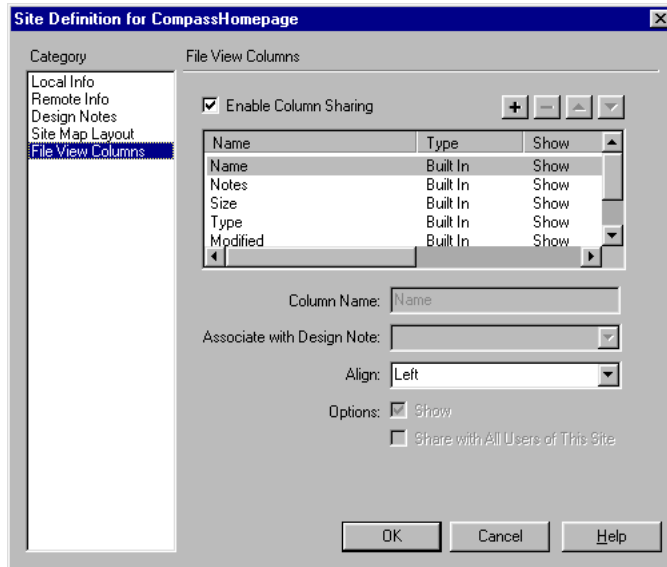 Site Definition for CompassHomepage
Category
File View Columns
Local Info
Remote Info
Design Notes
Site Map Layout
File View Columns
Enable Column Sharing
Name Type Show
Name Built In Show
Notes Built In Show
Size Built In Show
Type Built In Show
Modified Built In Show
Column Name: Name
Associate with Design Note:
Align: Left
Options: Show
Share with All Users of This Site
OK Cancel Help